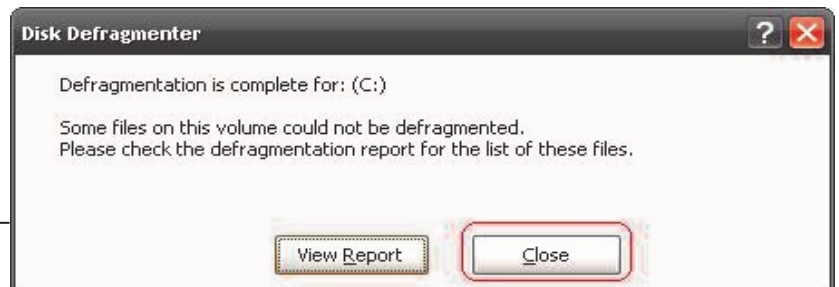 Disk Defragmenter
Defragmentation is complete for: (C:)
Some files on this volume could not be defragmented.
Please check the defragmentation report for the list of these files.
View Report Close